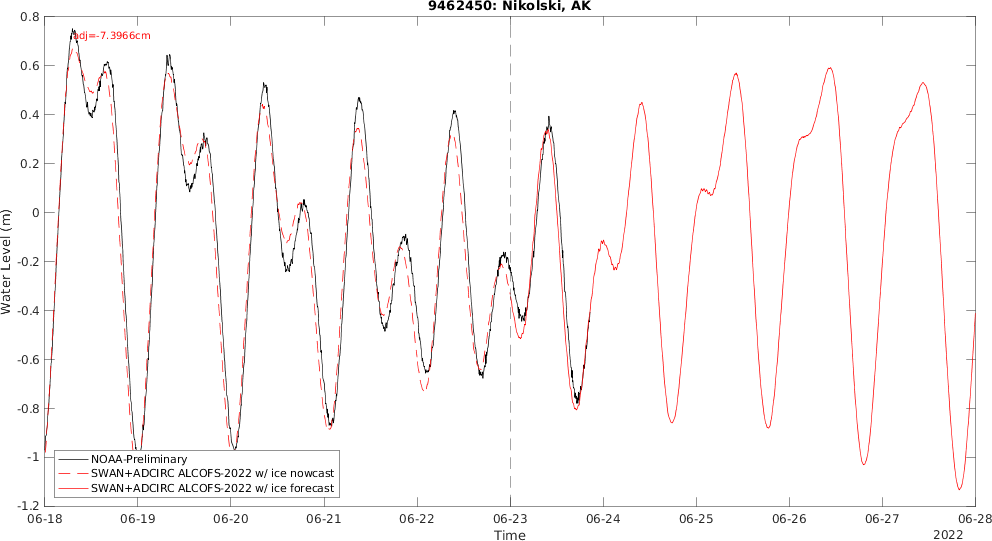 9462450: Nikolski, AK
adj=-7.3966cm
Water Level (m)
0.8
0.6
0.4
0.2
0
-0.2
-0.4
-0.6
-0.8
-1
-1.2
NOAA-Preliminary
SWAN+ADCIRC ALCOFS-2022 w/ ice nowcast
SWAN+ADCIRC ALCOFS-2022 w/ ice forecast
06-18 06-19 06-20 06-21 06-22 06-23 06-24 06-25 06-26 06-27 06-28
Time
2022